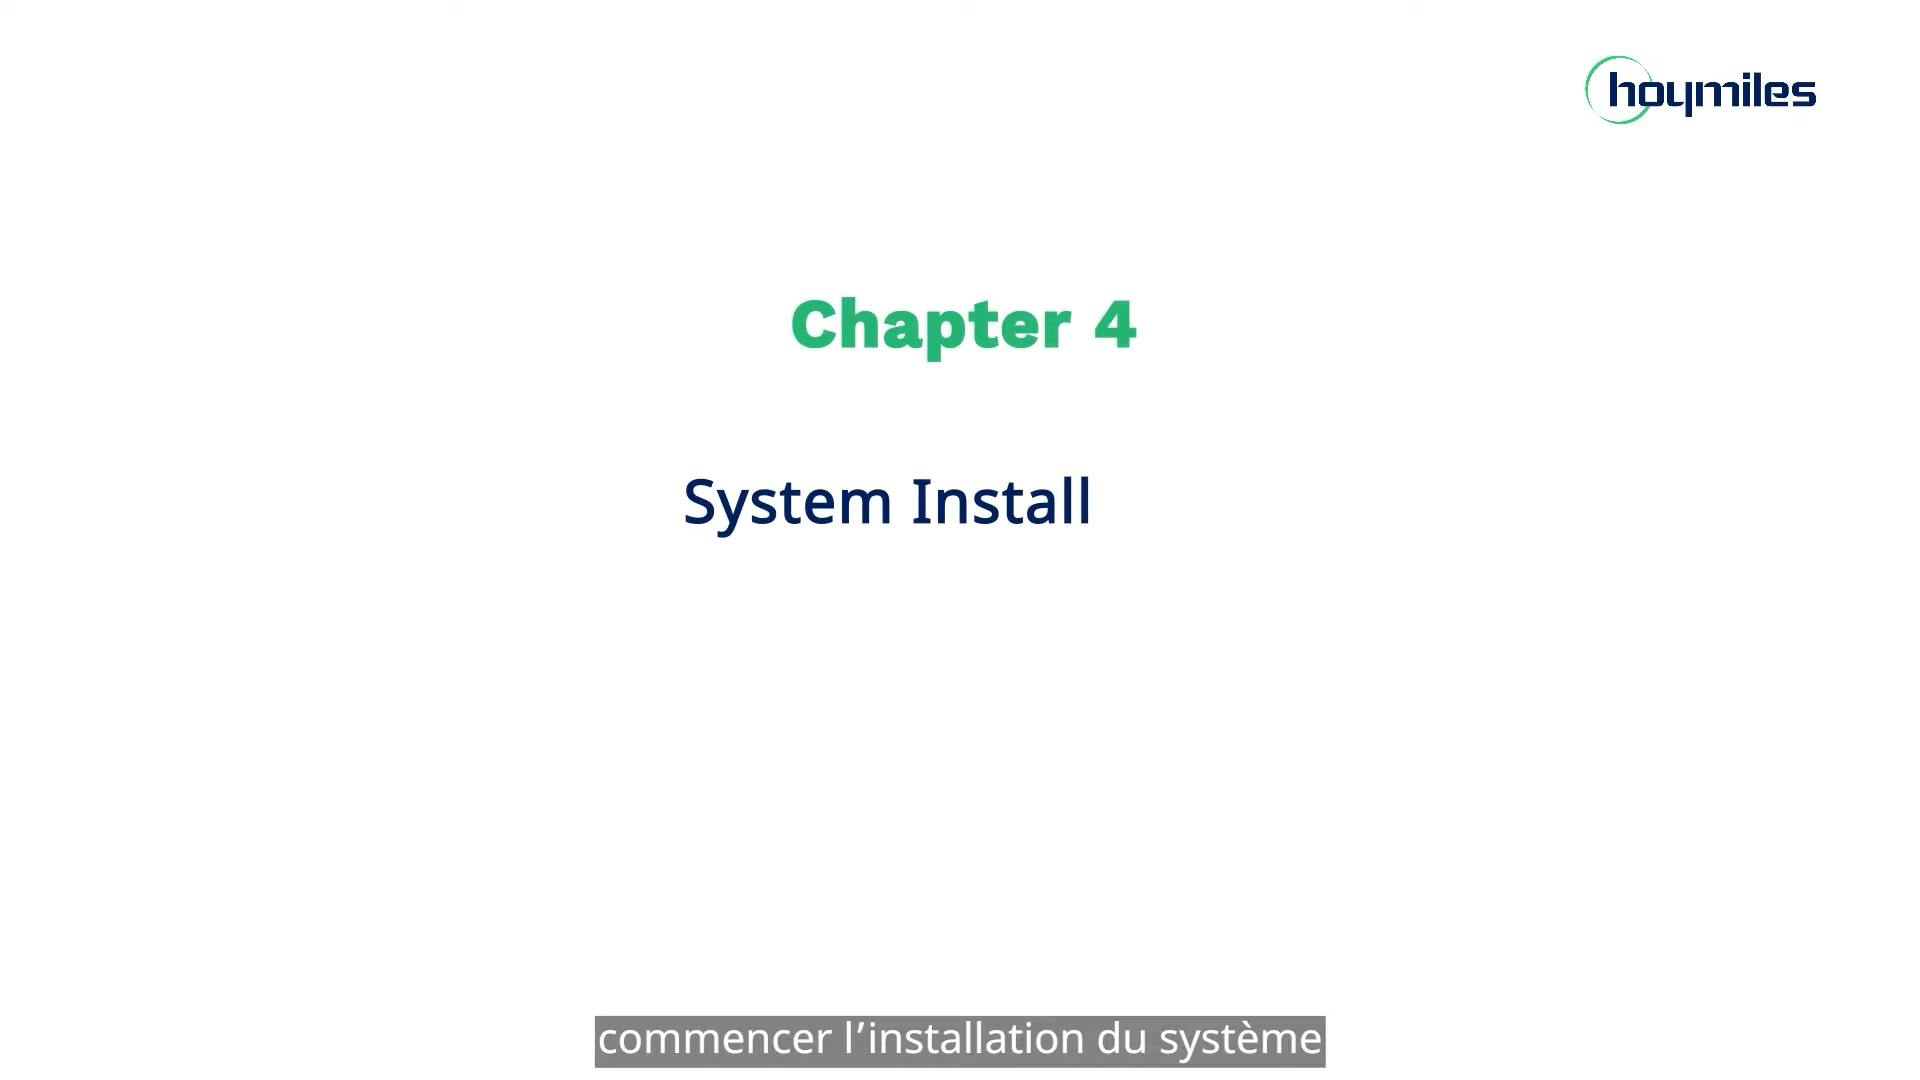 hoymiles
Chapter 4
System Install
commencer l’installation du système